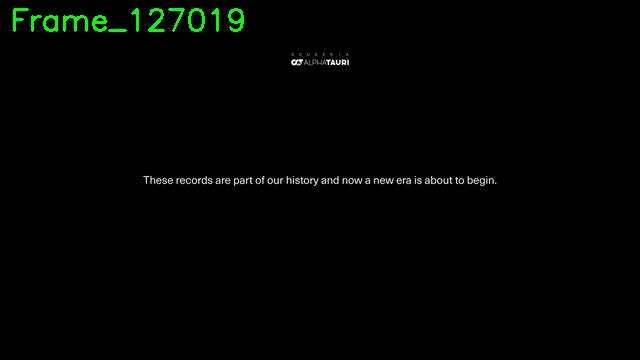 Frame_127019
SCUDERIA
ALPHATAURI
These records are part of our history and now a new era is about to begin.